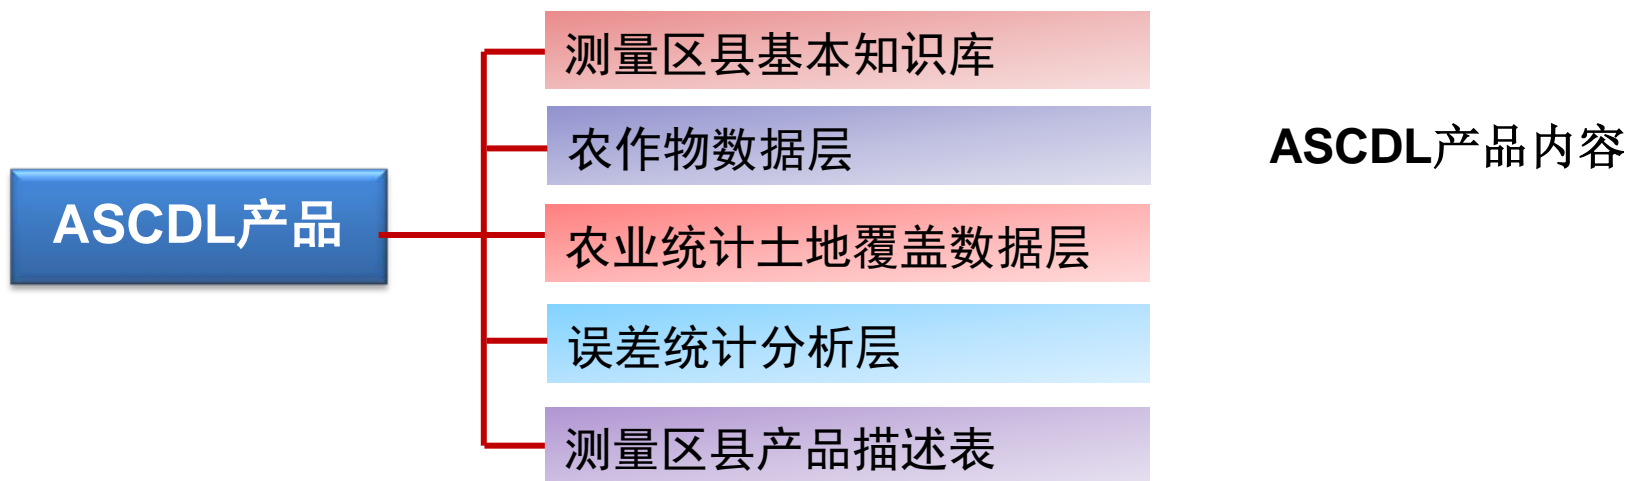 测量区县基本知识库
农作物数据层
ASCDL产品内容
ASCDL产品
农业统计土地覆盖数据层
误差统计分析层
测量区县产品描述表